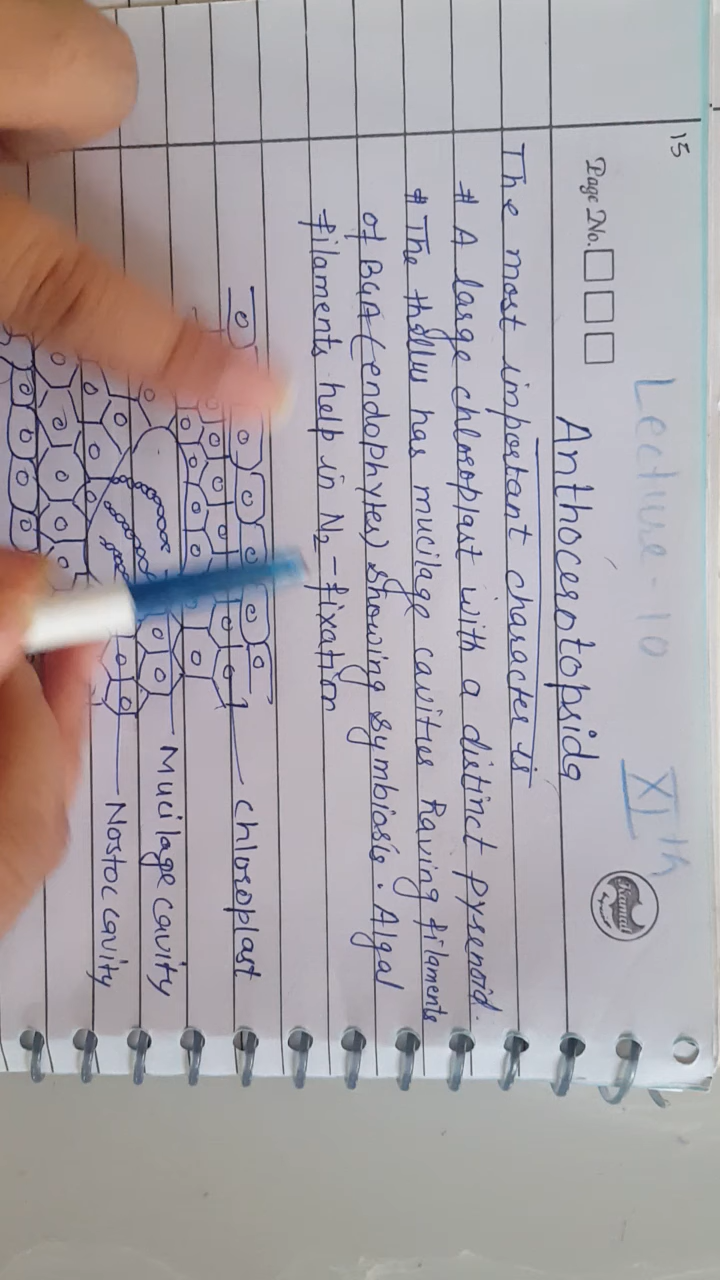 15
Lecture-10 XIth
Page No.
Kamal
Anthocerotopsida
The most important character is
# A large chloroplast with a distinct pyrenoid.
# The thallus has mucilage cavities having filaments
of BGA (endophytes) showing symbiosis. Algal
filaments help in N2-fixation
chloroplast
Mucilage cavity
Nostoc cavity